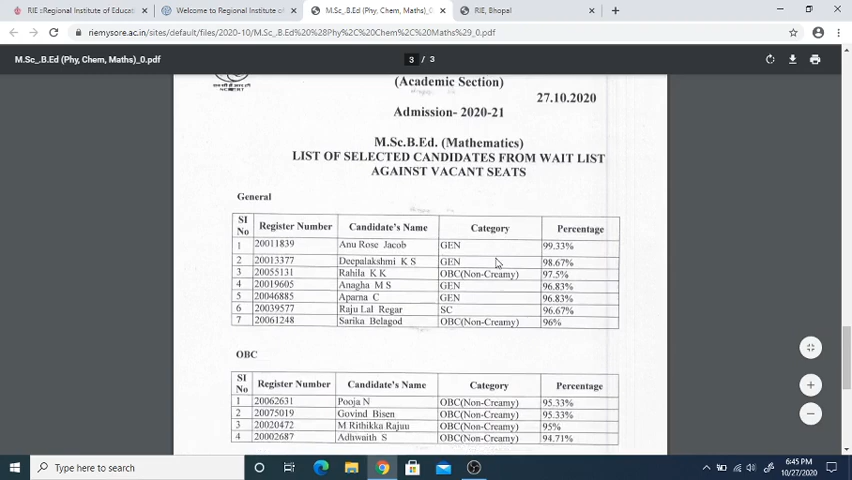 RIE ::Regional Institute of Educat
Welcome to Regional Institute of
M.Sc_.B.Ed (Phy, Chem, Maths)_0.
RIE, Bhopal
riemysore.ac.in/sites/default/files/2020-10/M.Sc_.B.Ed%20%28Phy%2C%20Chem%2C%20Maths%29_0.pdf
M.Sc_.B.Ed (Phy, Chem, Maths)_0.pdf
3 / 3
NCERT
(Academic Section)
27.10.2020
Admission- 2020-21
M.Sc.B.Ed. (Mathematics)
LIST OF SELECTED CANDIDATES FROM WAIT LIST
AGAINST VACANT SEATS
General
SI No Register Number Candidate's Name Category Percentage
1 20011839 Anu Rose Jacob GEN 99.33%
2 20013377 Deepalakshmi K S GEN 98.67%
3 20055131 Rahila K K OBC(Non-Creamy) 97.5%
4 20019605 Anagha M S GEN 96.83%
5 20046885 Aparna C GEN 96.83%
6 20039577 Raju Lal Regar SC 96.67%
7 20061248 Sarika Belagod OBC(Non-Creamy) 96%
OBC
SI No Register Number Candidate's Name Category Percentage
1 20062631 Pooja N OBC(Non-Creamy) 95.33%
2 20075019 Govind Bisen OBC(Non-Creamy) 95.33%
3 20020472 M Rithikka Rajuu OBC(Non-Creamy) 95%
4 20002687 Adhwaith S OBC(Non-Creamy) 94.71%
Type here to search
6:45 PM
10/27/2020